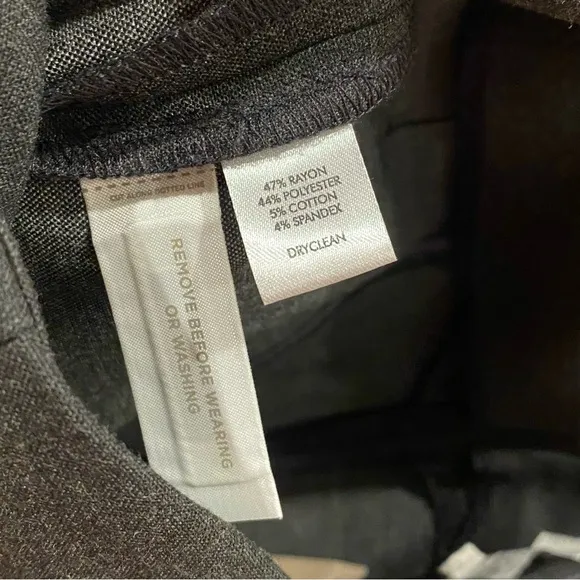 CUT ALONG DOTTED LINE
REMOVE BEFORE WEARING
OR WASHING
47% RAYON
44% POLYESTER
5% COTTON
4% SPANDEX
DRYCLEAN